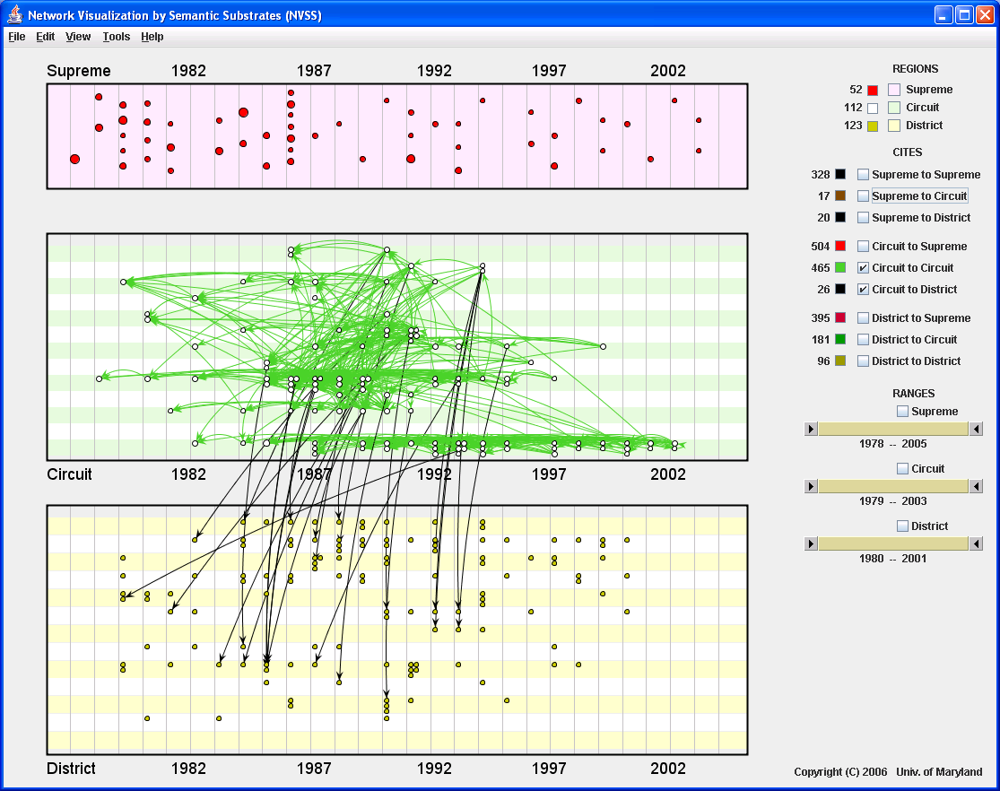 Network Visualization by Semantic Substrates (NVSS)
File Edit View Tools Help
Supreme 1982 1987 1992 1997 2002
Circuit 1982 1987 1992 1997 2002
District 1982 1987 1992 1997 2002
REGIONS
52 Supreme
112 Circuit
123 District
CITES
328 Supreme to Supreme
17 Supreme to Circuit
20 Supreme to District
504 Circuit to Supreme
465 Circuit to Circuit
26 Circuit to District
395 District to Supreme
181 District to Circuit
96 District to District
RANGES
Supreme
1978 -- 2005
Circuit
1979 -- 2003
District
1980 -- 2001
Copyright (C) 2006 Univ. of Maryland